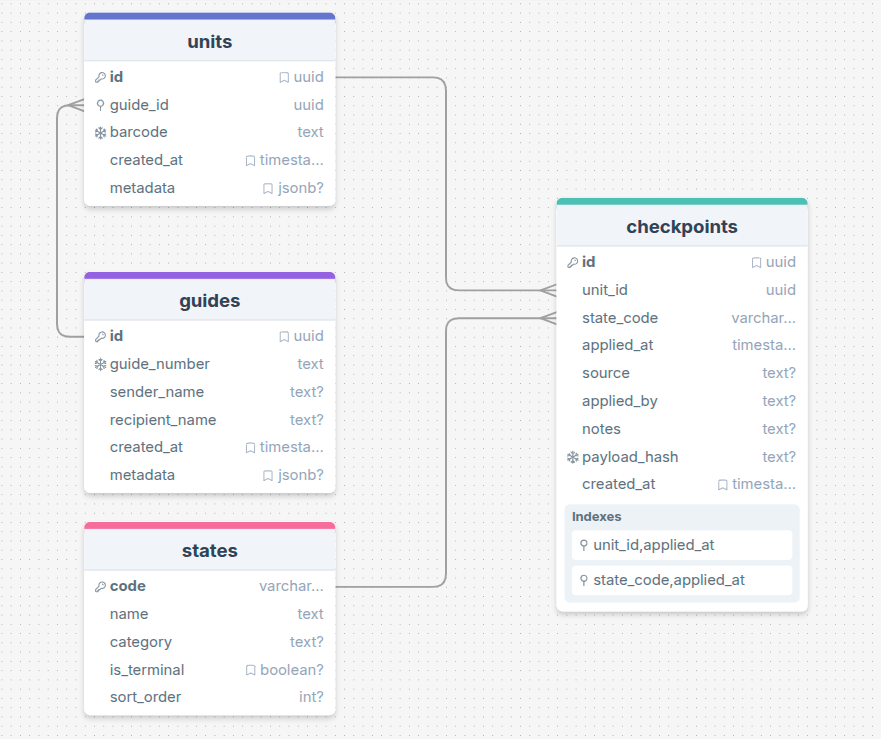 units
id uuid
guide_id uuid
barcode text
created_at timesta...
metadata jsonb?
guides
id uuid
guide_number text
sender_name text?
recipient_name text?
created_at timesta...
metadata jsonb?
states
code varchar...
name text
category text?
is_terminal boolean?
sort_order int?
checkpoints
id uuid
unit_id uuid
state_code varchar...
applied_at timesta...
source text?
applied_by text?
notes text?
payload_hash text?
created_at timesta...
Indexes
unit_id,applied_at
state_code,applied_at